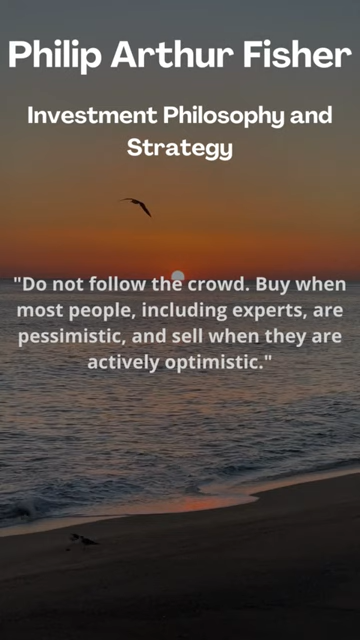 Philip Arthur Fisher
Investment Philosophy and
Strategy
"Do not follow the crowd. Buy when
most people, including experts, are
pessimistic, and sell when they are
actively optimistic."